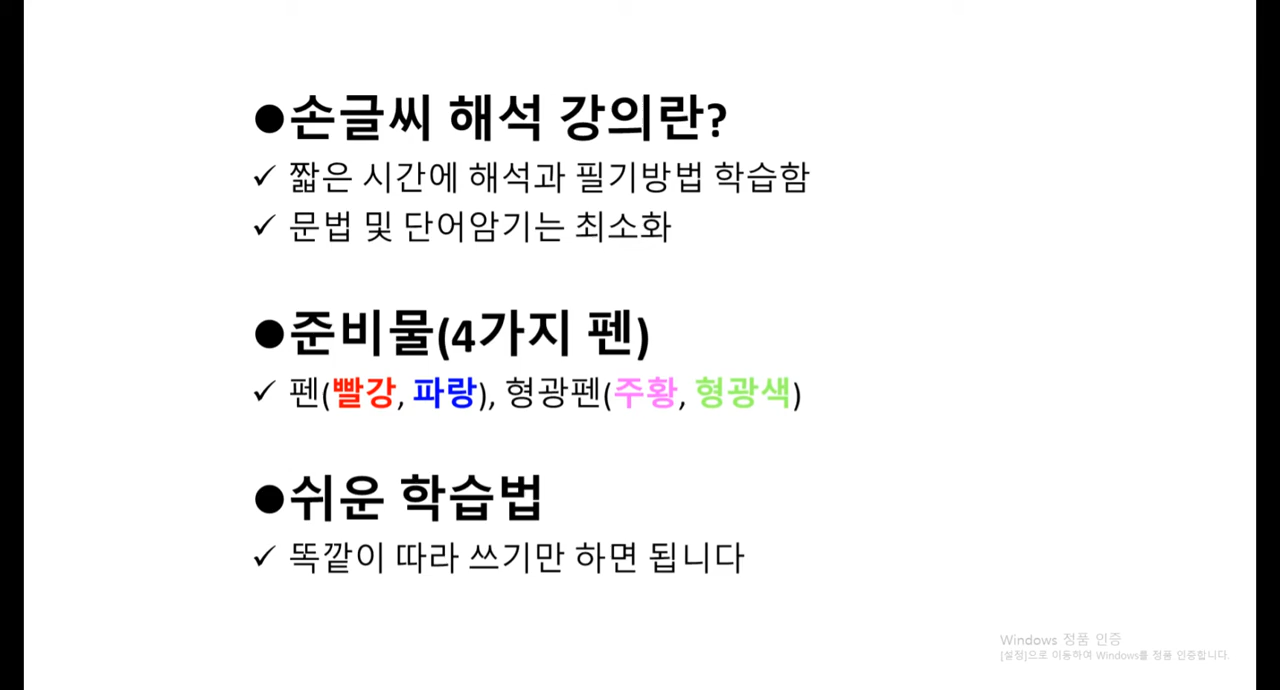 ●손글씨 해석 강의란?
✓ 짧은 시간에 해석과 필기방법 학습함
✓ 문법 및 단어암기는 최소화
●준비물(4가지 펜)
✓ 펜(빨강, 파랑), 형광펜(주황, 형광색)
●쉬운 학습법
✓ 똑같이 따라 쓰기만 하면 됩니다
Windows 정품 인증
[설정]으로 이동하여 Windows를 정품 인증합니다.